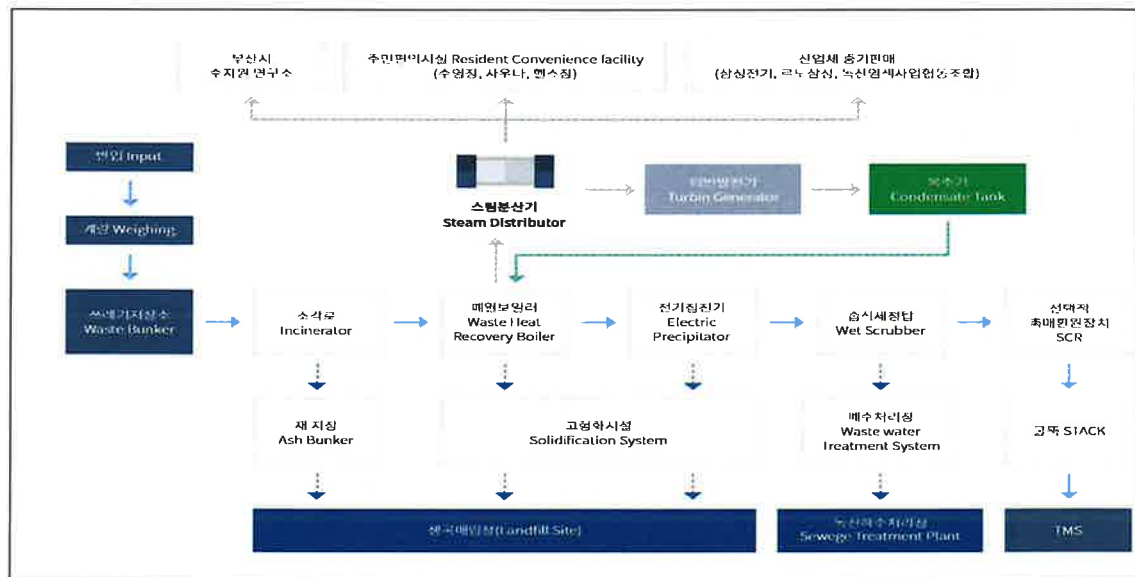 부산시
수자원 연구소
주민편의시설 Resident Convenience facility
(수영장, 사우나, 헬스장)
산업체 증기판매
(삼성전기, 르노삼성, 녹산염색사업협동조합)
반입 Input
계량 Weighing
쓰레기저장소
Waste Bunker
스팀분산기
Steam Distributor
터빈발전기
Turbin Generator
복수기
Condensate Tank
소각로
Incinerator
폐열보일러
Waste Heat
Recovery Boiler
전기집진기
Electric
Precipitator
습식세정탑
Wet Scrubber
선택적
촉매환원장치
SCR
재 저장
Ash Bunker
고형화시설
Solidification System
폐수처리장
Waste water
Treatment System
굴뚝 STACK
생곡매립장(Landfill Site)
녹산하수처리장
Sewege Treatment Plant
TMS